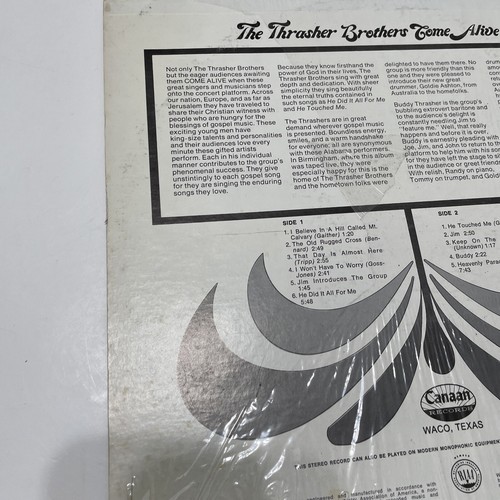 The Thrasher Brothers Come Alive
Not only The Thrasher Brothers
but the eager audiences awaiting
them COME ALIVE when these
great singers and musicians step
onto the concert platform. Across
our nation, Europe, and as far as
Jerusalem they have traveled to
share their Christian witness with
people who are hungry for the
blessings of gospel music. These
exciting young men have
king-size talents and personalities
and their audiences love every
minute these gifted artists
perform. Each in his individual
manner contributes to the group's
phenomenal success. They give
unstintingly to each gospel song
for they are singing the enduring
songs they love.
Because they know firsthand the
power of God in their lives, The
Thrasher Brothers sing with great
depth and dedication. With sheer
simplicity they sing beautifully
the eternal truths contained in
such songs as He Did It All For Me
and He Touched Me.
The Thrashers are in great
demand wherever gospel music
is presented. Boundless energy,
smiles, and a warm handshake
for everyone; all are synonymous
with these Alabama performers.
In Birmingham, where this album
was taped live, they were
especially happy for this is the
home of The Thrasher Brothers
and the hometown folks were
delighted to have them there. No
group is more friendly than this
one and they were pleased to
introduce their new great
drummer, Goldie Ashton, from
Australia to the hometown
Buddy Thrasher is the group's
bubbling extrovert baritone and
to the audience's delight is
constantly needling Jim to
"feature me." Well, that really
happens and before it is over,
Buddy is earnestly pleading with
Joe, Jim, and John to return to the
platform to help him with his song
for they have left the stage to sit
in the audience or greet friends
With relish, Randy on piano,
Tommy on trumpet, and Gold
SIDE 1
1. I Believe In A Hill Called Mt.
Calvary (Gaither) 1:20
2. The Old Rugged Cross (Ben-
nard) 2:49
3. That Day Is Almost Here
(Tripp) 2:55
4. I Won't Have To Worry (Goss-
Jones) 2:41
5. Jim Introduces The Group
1:45
6. He Did It All For Me
5:48
SIDE 2
1. He Touched Me (G
2. Jim 2:50
3. Keep On The
(Unknown) 1:17
4. Buddy 2:22
5. Heavenly Para
7:43
Canaan
RECORDS
WACO, TEXAS
THIS STEREO RECORD CAN ALSO BE PLAYED ON MODERN MONOPHONIC EQUIPMENT
and manufactured in accordance with